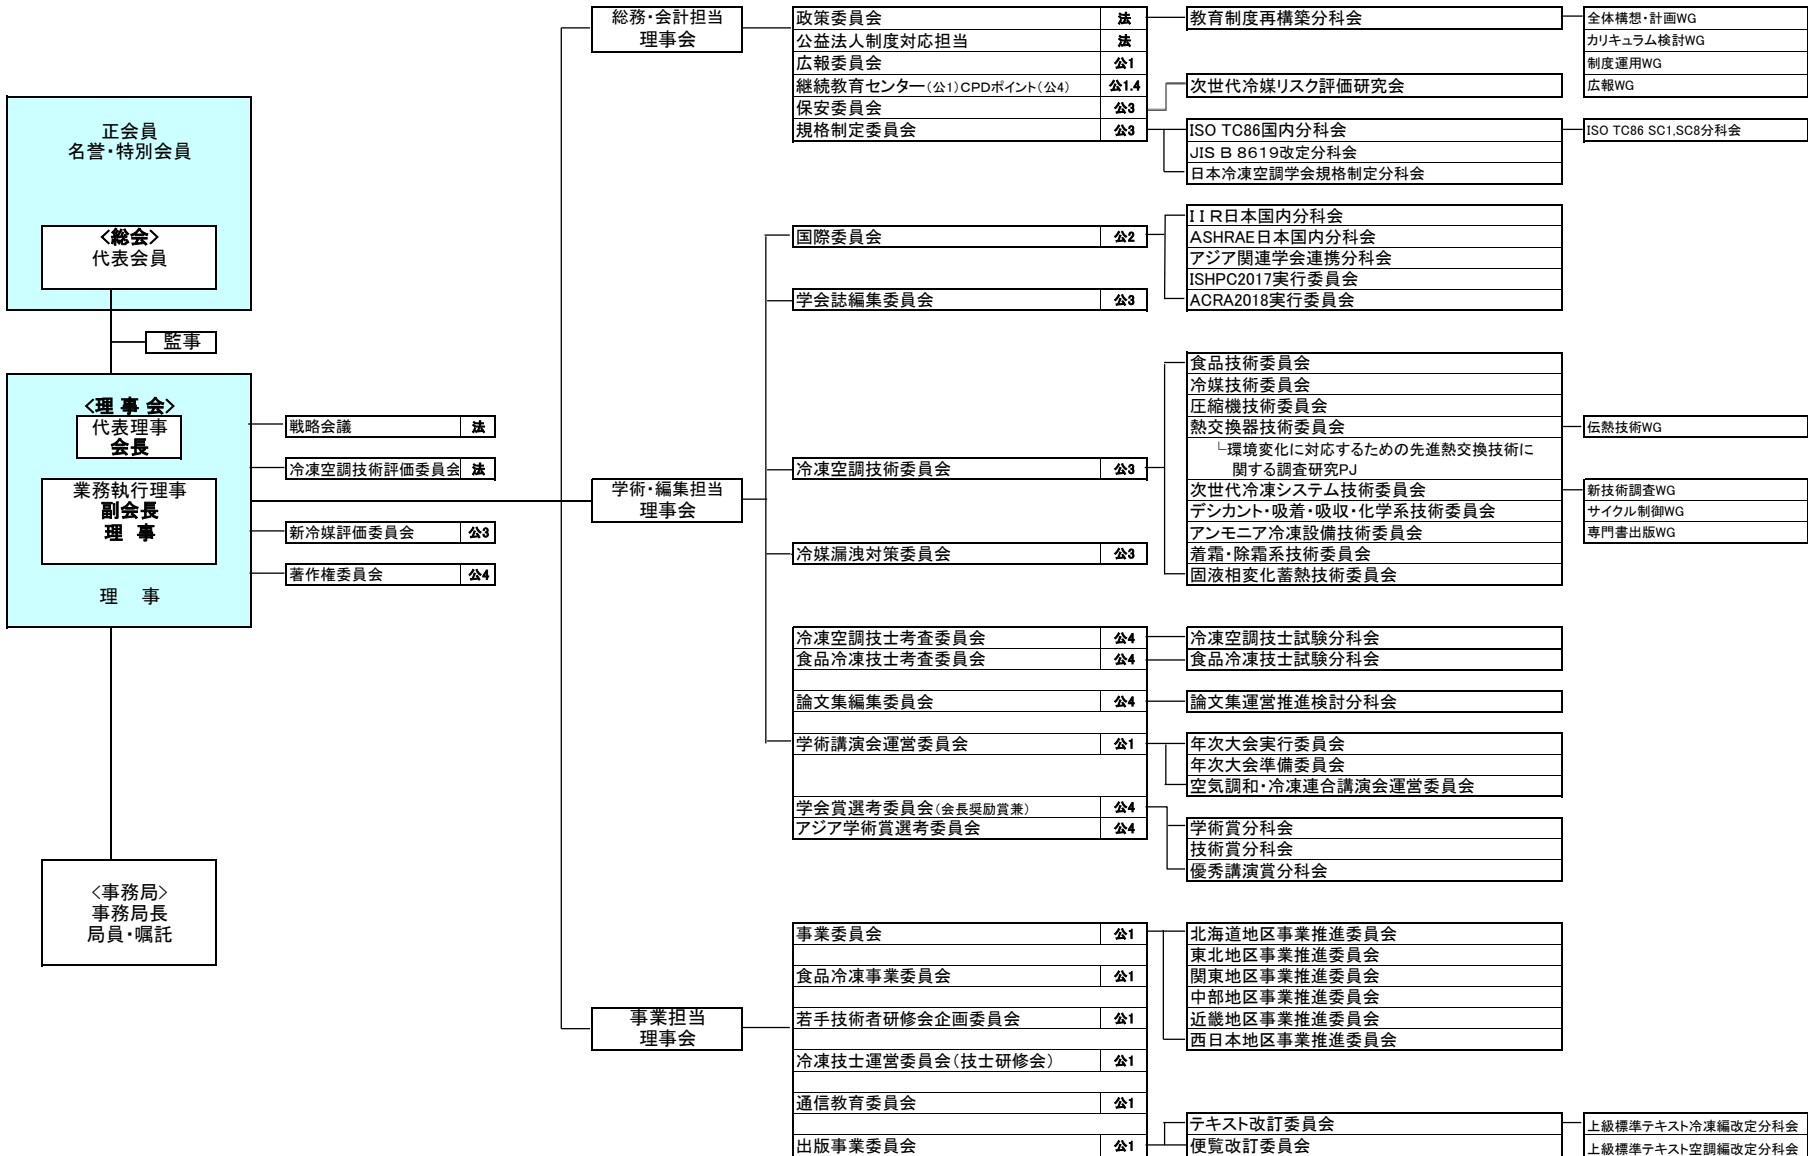 正会員
名誉・特別会員
<総会>
代表会員
監事
<理 事 会>
代表理事
会長
業務執行理事
副会長
理 事
理 事
<事務局>
事務局長
局員・嘱託
戦略会議 法
冷凍空調技術評価委員会 法
新冷媒評価委員会 公3
著作権委員会 公4
総務・会計担当
理事会
政策委員会 法
公益法人制度対応担当 法
広報委員会 公1
継続教育センター(公1)CPDポイント(公4) 公1.4
保安委員会 公3
規格制定委員会 公3
教育制度再構築分科会
全体構想・計画WG
カリキュラム検討WG
制度運用WG
広報WG
次世代冷媒リスク評価研究会
ISO TC86国内分科会
JIS B 8619改定分科会
日本冷凍空調学会規格制定分科会
ISO TC86 SC1,SC8分科会
学術・編集担当
理事会
国際委員会 公2
学会誌編集委員会 公3
IIR日本国内分科会
ASHRAE日本国内分科会
アジア関連学会連携分科会
ISHPC2017実行委員会
ACRA2018実行委員会
冷凍空調技術委員会 公3
冷媒漏洩対策委員会 公3
食品技術委員会
冷媒技術委員会
圧縮機技術委員会
熱交換器技術委員会
└環境変化に対応するための先進熱交換技術に
関する調査研究PJ
次世代冷凍システム技術委員会
デシカント・吸着・吸収・化学系技術委員会
アンモニア冷凍設備技術委員会
着霜・除霜系技術委員会
固液相変化蓄熱技術委員会
伝熱技術WG
新技術調査WG
サイクル制御WG
専門書出版WG
冷凍空調技士考査委員会 公4
食品冷凍技士考査委員会 公4
論文集編集委員会 公4
学術講演会運営委員会 公1
学会賞選考委員会(会長奨励賞兼) 公4
アジア学術賞選考委員会 公4
冷凍空調技士試験分科会
食品冷凍技士試験分科会
論文集運営推進検討分科会
年次大会実行委員会
年次大会準備委員会
空気調和・冷凍連合講演会運営委員会
学術賞分科会
技術賞分科会
優秀講演賞分科会
事業担当
理事会
事業委員会 公1
食品冷凍事業委員会 公1
若手技術者研修会企画委員会 公1
冷凍技士運営委員会(技士研修会) 公1
通信教育委員会 公1
出版事業委員会 公1
北海道地区事業推進委員会
東北地区事業推進委員会
関東地区事業推進委員会
中部地区事業推進委員会
近畿地区事業推進委員会
西日本地区事業推進委員会
テキスト改訂委員会
便覧改訂委員会
上級標準テキスト冷凍編改定分科会
上級標準テキスト空調編改定分科会